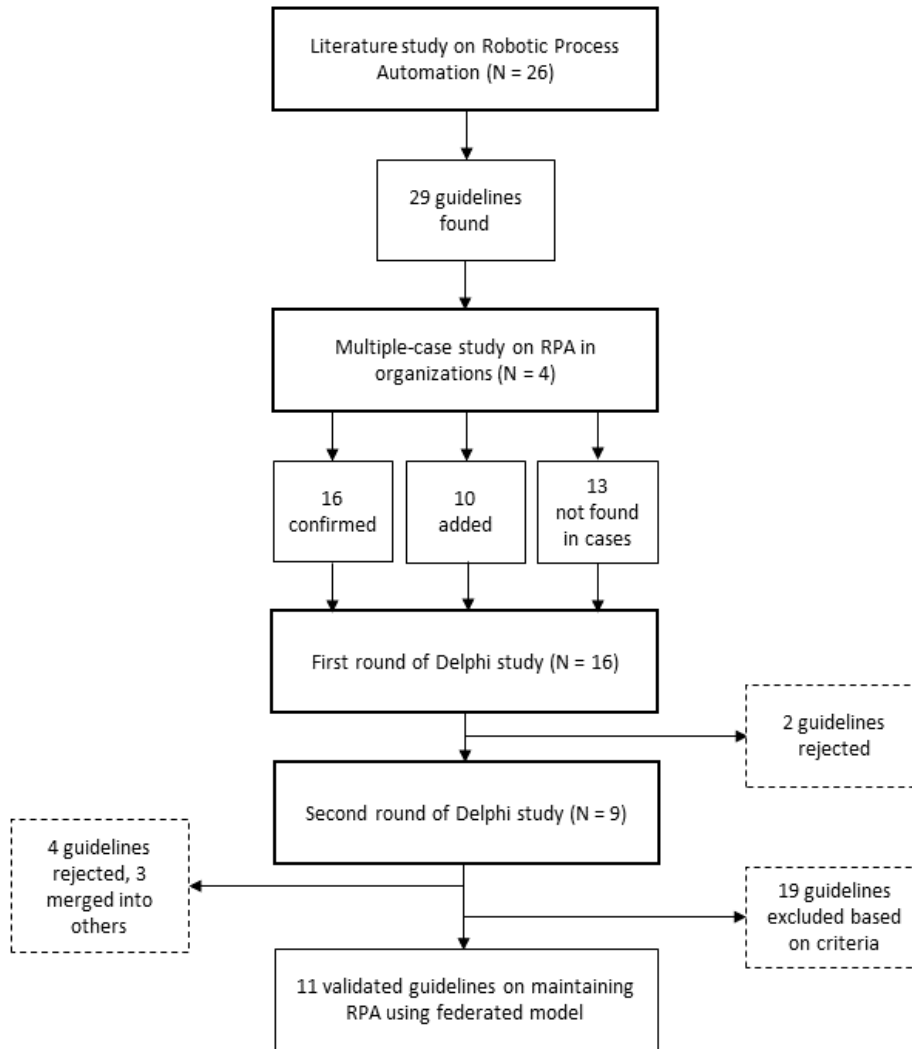 Literature study on Robotic Process
Automation (N = 26)
29 guidelines
found
Multiple-case study on RPA in
organizations (N = 4)
16
confirmed
10
added
13
not found
in cases
First round of Delphi study (N = 16)
2 guidelines
rejected
Second round of Delphi study (N = 9)
4 guidelines
rejected, 3
merged into
others
19 guidelines
excluded based
on criteria
11 validated guidelines on maintaining
RPA using federated model